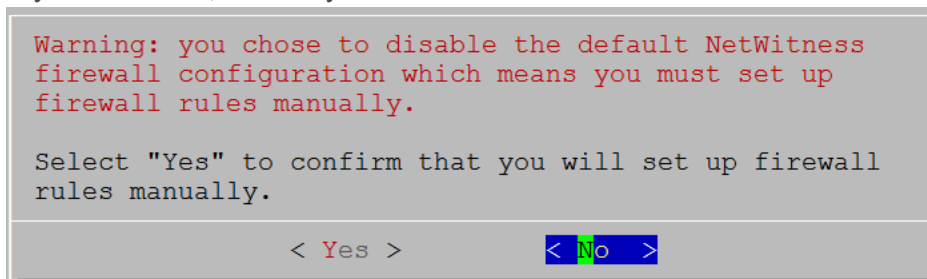 Warning: you chose to disable the default NetWitness
firewall configuration which means you must set up
firewall rules manually.
Select "Yes" to confirm that you will set up firewall
rules manually.
< Yes > < No >